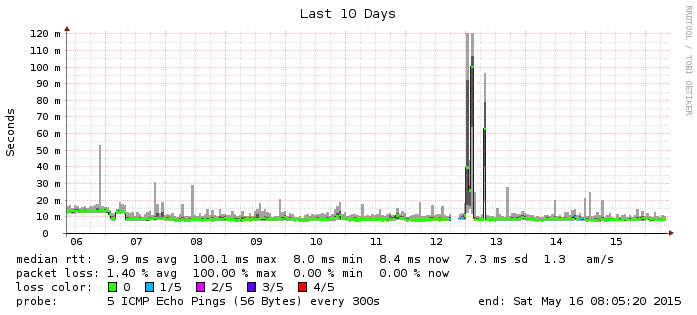 Last 10 Days
RRDTOOL / TOBI OETIKER
Seconds
120 m
110 m
100 m
90 m
80 m
70 m
60 m
50 m
40 m
30 m
20 m
10 m
0
06 07 08 09 10 11 12 13 14 15
median rtt: 9.9 ms avg 100.1 ms max 8.0 ms min 8.4 ms now 7.3 ms sd 1.3 am/s
packet loss: 1.40 % avg 100.00 % max 0.00 % min 0.00 % now
loss color: 0 1/5 2/5 3/5 4/5
probe: 5 ICMP Echo Pings (56 Bytes) every 300s end: Sat May 16 08:05:20 2015